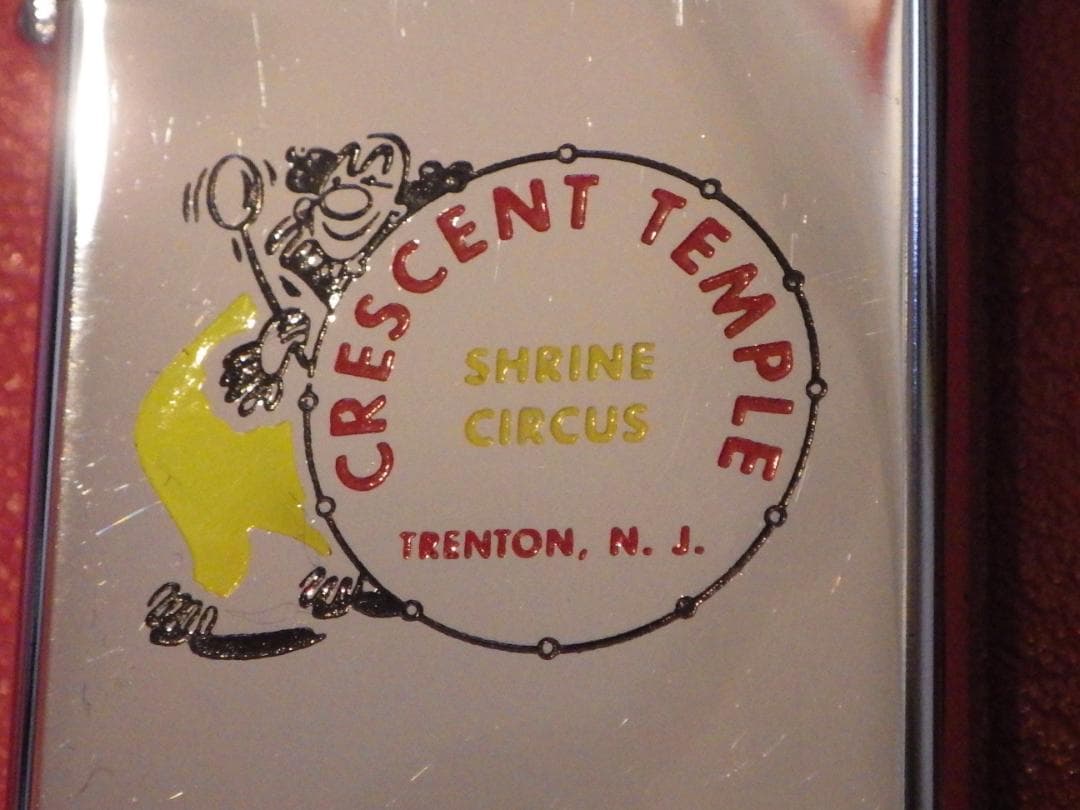 CRESCENT TEMPLE
SHRINE
CIRCUS
TRENTON, N. J.